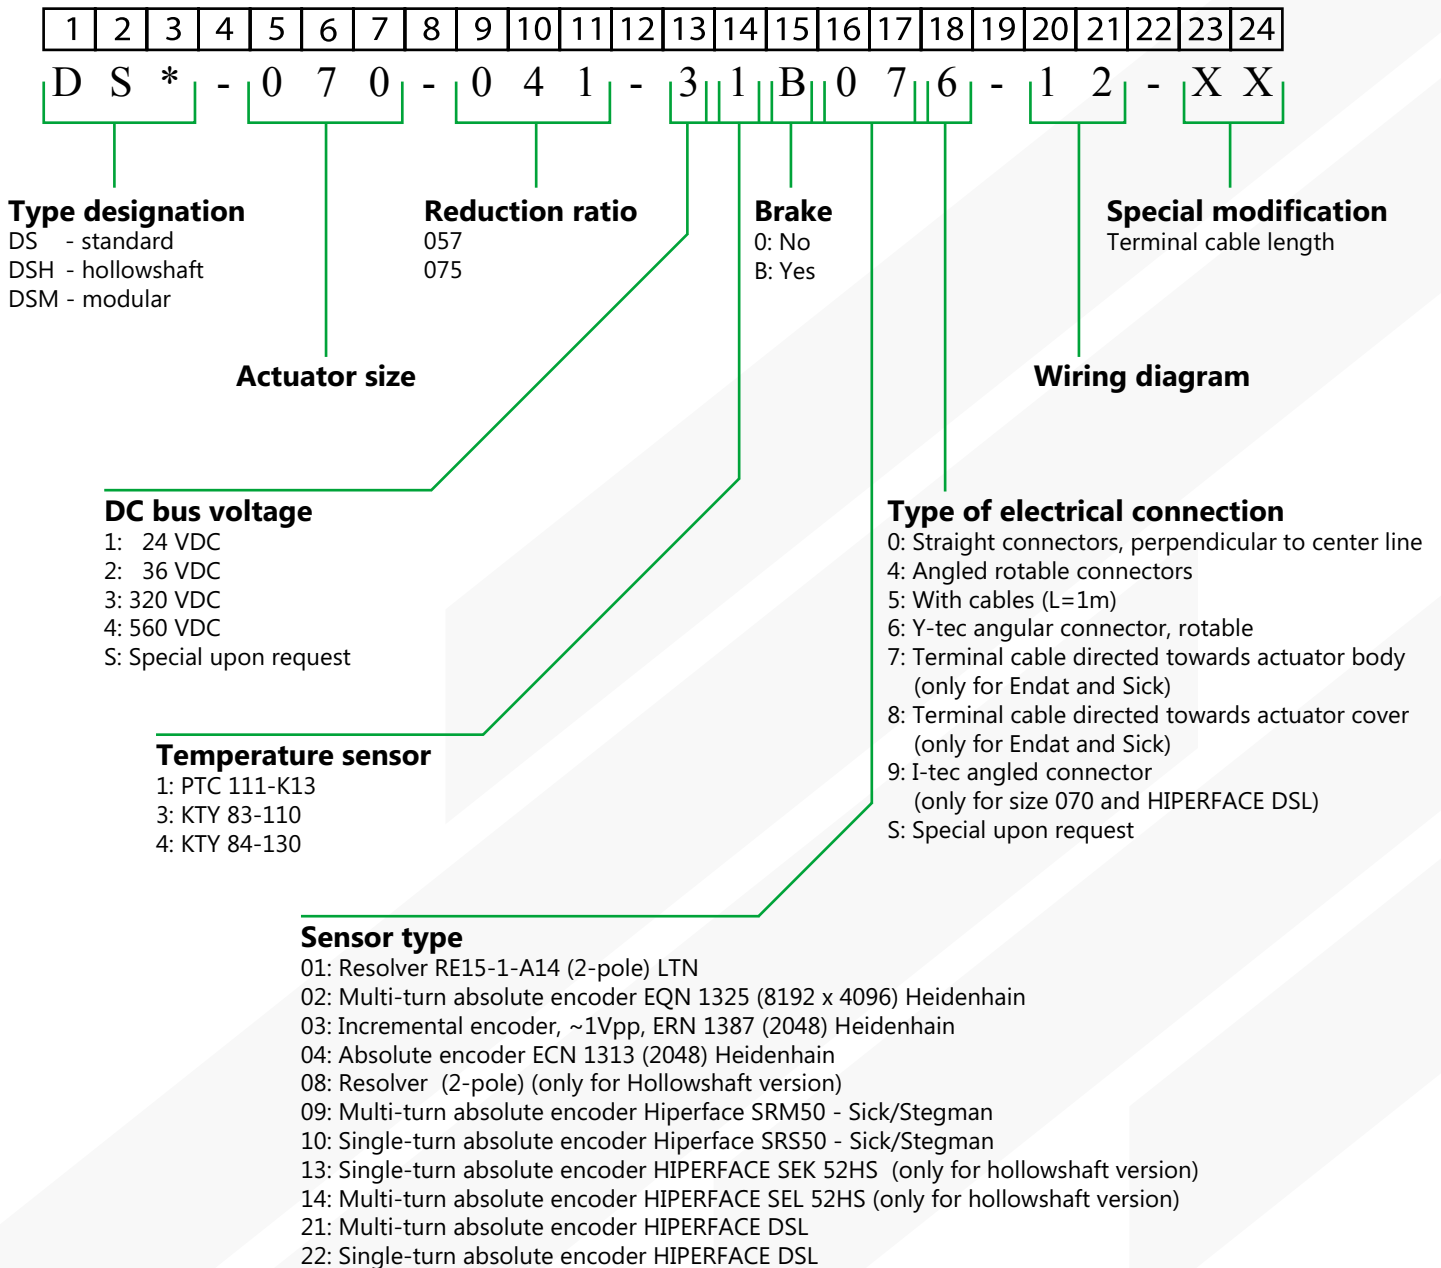 1 2 3 4 5 6 7 8 9 10 11 12 13 14 15 16 17 18 19 20 21 22 23 24
D S * - 0 7 0 - 0 4 1 - 3 1 B 0 7 6 - 1 2 - X X
Type designation
DS - standard
DSH - hollowshaft
DSM - modular
Reduction ratio
057
075
Brake
0: No
B: Yes
Special modification
Terminal cable length
Actuator size
Wiring diagram
DC bus voltage
1: 24 VDC
2: 36 VDC
3: 320 VDC
4: 560 VDC
S: Special upon request
Type of electrical connection
0: Straight connectors, perpendicular to center line
4: Angled rotable connectors
5: With cables (L=1m)
6: Y-tec angular connector, rotable
7: Terminal cable directed towards actuator body
(only for Endat and Sick)
8: Terminal cable directed towards actuator cover
(only for Endat and Sick)
9: I-tec angled connector
(only for size 070 and HIPERFACE DSL)
S: Special upon request
Temperature sensor
1: PTC 111-K13
3: KTY 83-110
4: KTY 84-130
Sensor type
01: Resolver RE15-1-A14 (2-pole) LTN
02: Multi-turn absolute encoder EQN 1325 (8192 x 4096) Heidenhain
03: Incremental encoder, ~1Vpp, ERN 1387 (2048) Heidenhain
04: Absolute encoder ECN 1313 (2048) Heidenhain
08: Resolver (2-pole) (only for Hollowshaft version)
09: Multi-turn absolute encoder Hiperface SRM50 - Sick/Stegman
10: Single-turn absolute encoder Hiperface SRS50 - Sick/Stegman
13: Single-turn absolute encoder HIPERFACE SEK 52HS (only for hollowshaft version)
14: Multi-turn absolute encoder HIPERFACE SEL 52HS (only for hollowshaft version)
21: Multi-turn absolute encoder HIPERFACE DSL
22: Single-turn absolute encoder HIPERFACE DSL